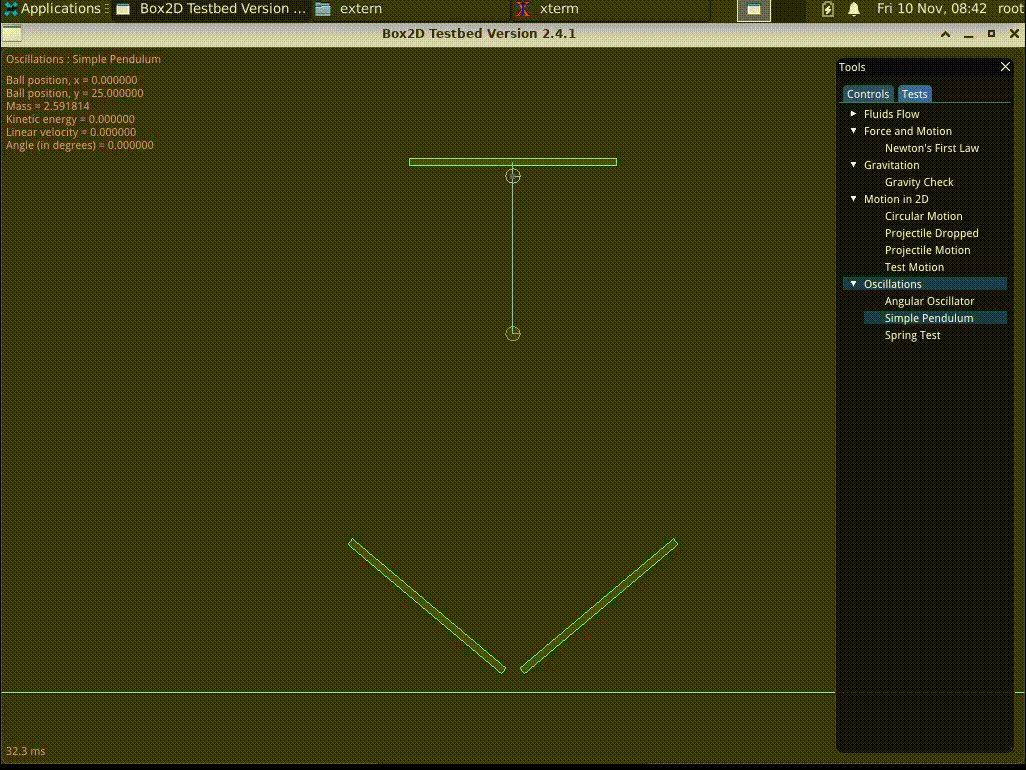 Applications
Box2D Testbed Version ...
extern
xterm
Fri 10 Nov, 08:42
root
Box2D Testbed Version 2.4.1
Oscillations : Simple Pendulum
Ball position, x = 0.000000
Ball position, y = 25.000000
Mass = 2.591814
Kinetic energy = 0.000000
Linear velocity = 0.000000
Angle (in degrees) = 0.000000
Tools
Controls
Tests
Fluids Flow
Force and Motion
Newton's First Law
Gravitation
Gravity Check
Motion in 2D
Circular Motion
Projectile Dropped
Projectile Motion
Test Motion
Oscillations
Angular Oscillator
Simple Pendulum
Spring Test
32.3 ms